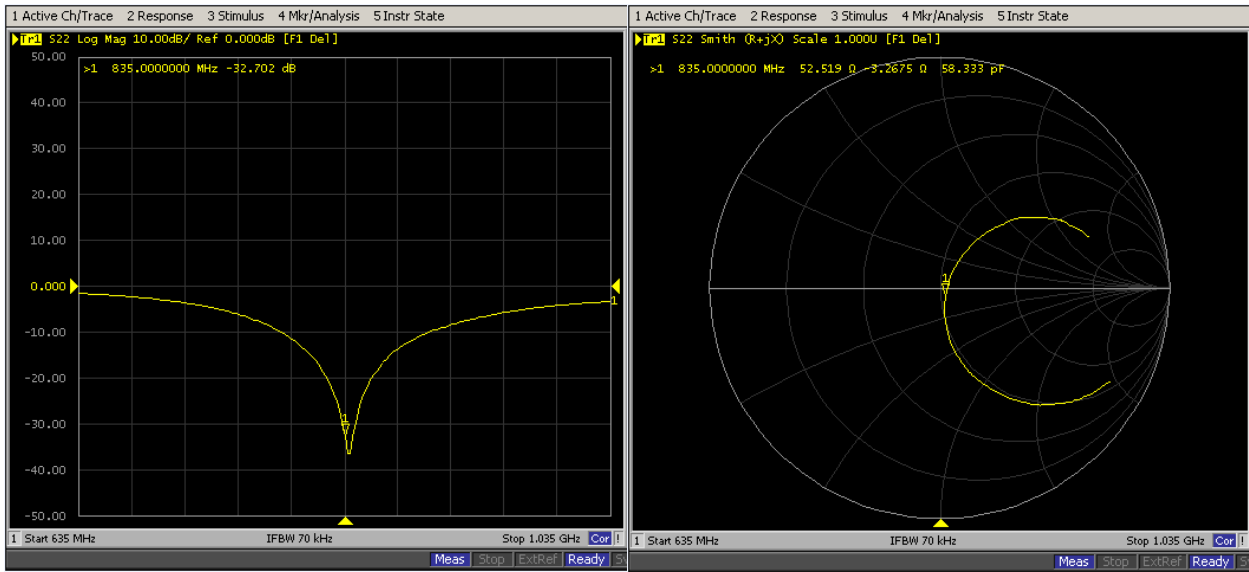 1 Active Ch/Trace 2 Response 3 Stimulus 4 Mkr/Analysis 5 Instr State
Tr1 S22 Log Mag 10.00dB/ Ref 0.000dB [F1 Del]
50.00
>1 835.0000000 MHz -32.702 dB
40.00
30.00
20.00
10.00
0.000
1
-10.00
-20.00
1
-30.00
-40.00
-50.00
1 Start 635 MHz IFBW 70 kHz Stop 1.035 GHz Cor !
Meas Stop ExtRef Ready
1 Active Ch/Trace 2 Response 3 Stimulus 4 Mkr/Analysis 5 Instr State
Tr1 S22 Smith (R+jX) Scale 1.000U [F1 Del]
>1 835.0000000 MHz 52.519 Ω -3.2675 Ω 58.333 pF
1
1 Start 635 MHz IFBW 70 kHz Stop 1.035 GHz Cor !
Meas Stop ExtRef Ready